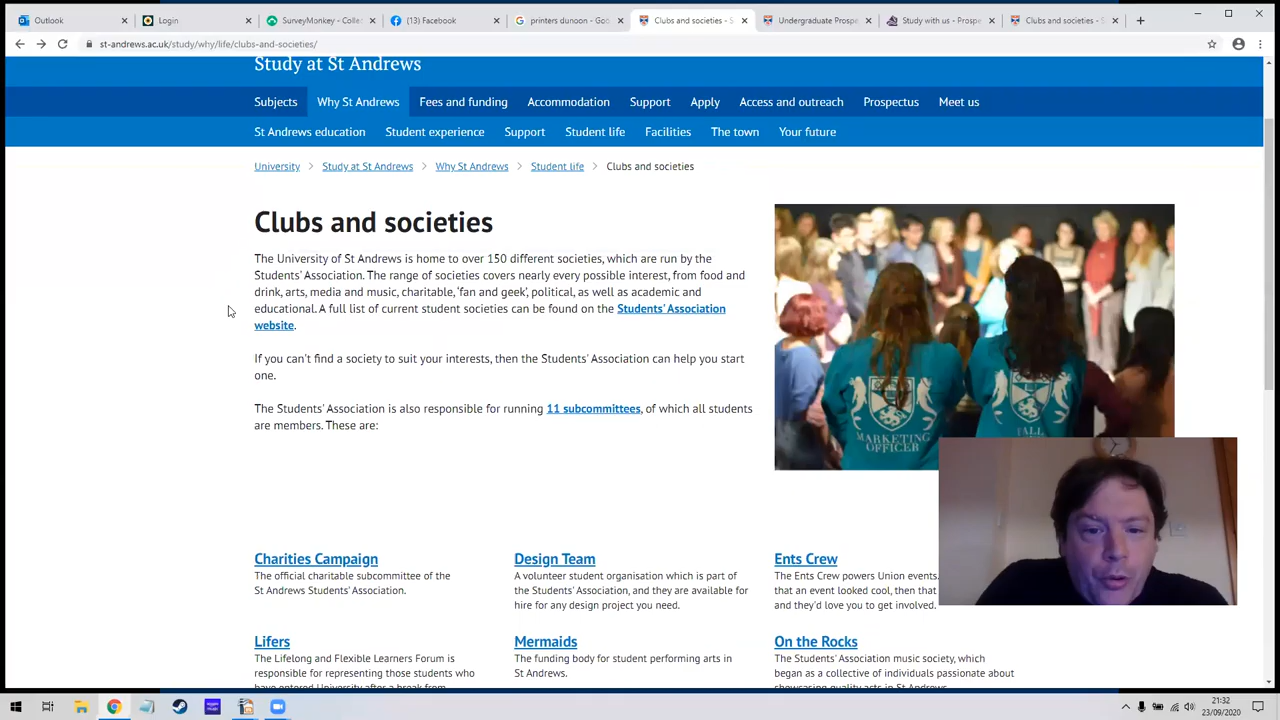 Outlook
Login
SurveyMonkey - Colle
(13) Facebook
printers dunoon - Goo
Clubs and societies - S
Undergraduate Prospe
Study with us - Prospe
Clubs and societies - S
st-andrews.ac.uk/study/why/life/clubs-and-societies/
Study at St Andrews
Subjects Why St Andrews Fees and funding Accommodation Support Apply Access and outreach Prospectus Meet us
St Andrews education Student experience Support Student life Facilities The town Your future
University > Study at St Andrews > Why St Andrews > Student life > Clubs and societies
Clubs and societies
The University of St Andrews is home to over 150 different societies, which are run by the
Students' Association. The range of societies covers nearly every possible interest, from food and
drink, arts, media and music, charitable, 'fan and geek', political, as well as academic and
educational. A full list of current student societies can be found on the Students' Association
website.
If you can't find a society to suit your interests, then the Students' Association can help you start
one.
The Students' Association is also responsible for running 11 subcommittees, of which all students
are members. These are:
MARKETING
OFFICER
Charities Campaign
The official charitable subcommittee of the
St Andrews Students' Association.
Design Team
A volunteer student organisation which is part of
the Students' Association, and they are available for
hire for any design project you need.
Ents Crew
The Ents Crew powers Union events.
that an event looked cool, then that
and they'd love you to get involved.
Lifers
The Lifelong and Flexible Learners Forum is
responsible for representing those students who
have entered University after a break from
Mermaids
The funding body for student performing arts in
St Andrews.
On the Rocks
The Students' Association music society, which
began as a collective of individuals passionate about
showcasing quality arts in St Andrews.
21:32
23/09/2020